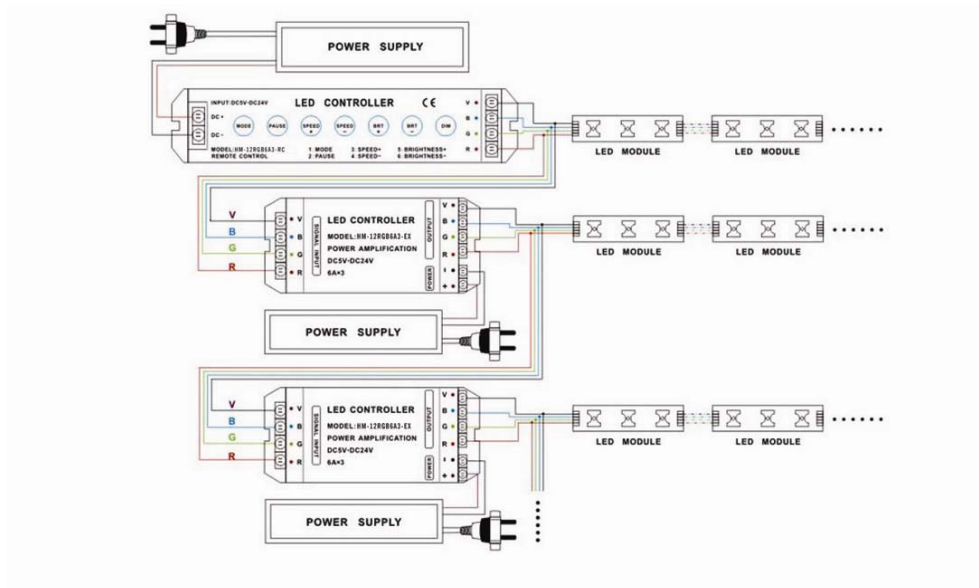 POWER SUPPLY
INPUT:DC5V-DC24V LED CONTROLLER CE V
DC+ B
MODE PAUSE SPEED + SPEED − BRT + BRT − DIM
DC- G
MODEL:HM-12RGB6A3-RC 1 MODE 3 SPEED+ 5 BRIGHTNESS+ R
REMOTE CONTROL 2 PAUSE 4 SPEED− 6 BRIGHTNESS−
LED MODULE LED MODULE
V
B
G
R
V
B
G
R
SIGNAL INPUT
LED CONTROLLER
MODEL:HM-12RGB6A3-EX
POWER AMPLIFICATION
DC5V-DC24V
6A×3
OUTPUT
POWER
V
B
G
R
I
+
LED MODULE LED MODULE
POWER SUPPLY
V
B
G
R
V
B
G
R
SIGNAL INPUT
LED CONTROLLER
MODEL:HM-12RGB6A3-EX
POWER AMPLIFICATION
DC5V-DC24V
6A×3
OUTPUT
POWER
V
B
G
R
I
+
LED MODULE LED MODULE
POWER SUPPLY